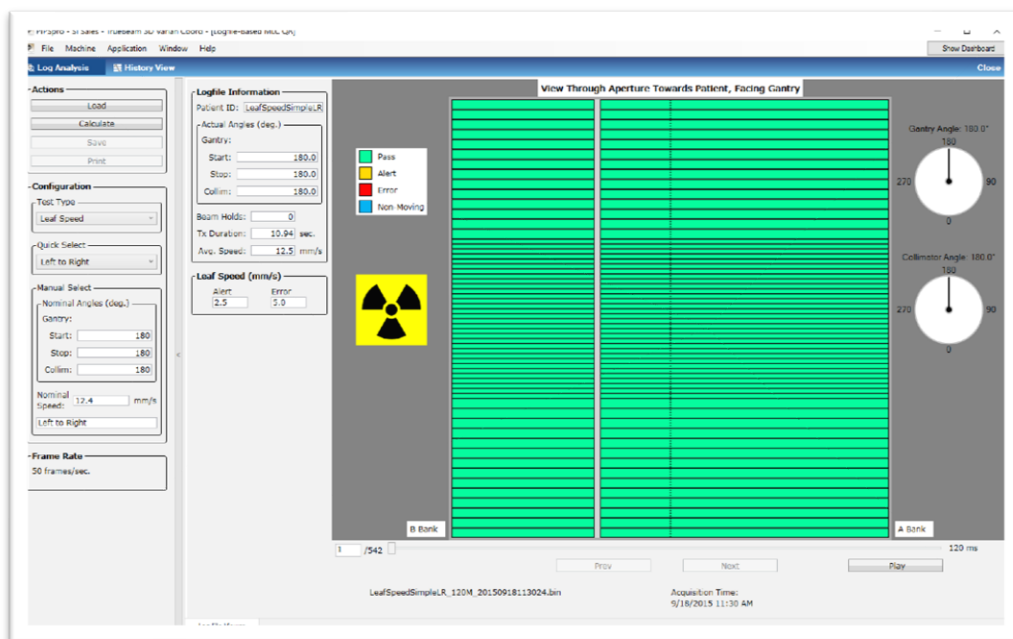 File Machine Application Window Help
Show Dashboard
Log Analysis History View
Close
Actions
Load
Calculate
Save
Print
Configuration
Test Type
Leaf Speed
Quick Select
Left to Right
Manual Select
Nominal Angles (deg.)
Gantry:
Start: 180
Stop: 180
Collim: 180
Nominal
Speed: 12.4 mm/s
Left to Right
Frame Rate
50 frames/sec.
Logfile Information
Patient ID: LeafSpeedSimpleLR
Actual Angles (deg.)
Gantry:
Start: 180.0
Stop: 180.0
Collim: 180.0
Beam Holds: 0
Tx Duration: 10.94 sec.
Avg. Speed: 12.5 mm/s
Leaf Speed (mm/s)
Alert Error
2.5 5.0
View Through Aperture Towards Patient, Facing Gantry
Pass
Alert
Error
Non-Moving
B Bank
A Bank
Gantry Angle: 180.0°
180
270 90
0
Collimator Angle: 180.0°
180
270 90
0
1 /542
120 ms
Prev Next Play
LeafSpeedSimpleLR_120M_20150918113024.bin
Acquisition Time:
9/18/2015 11:30 AM